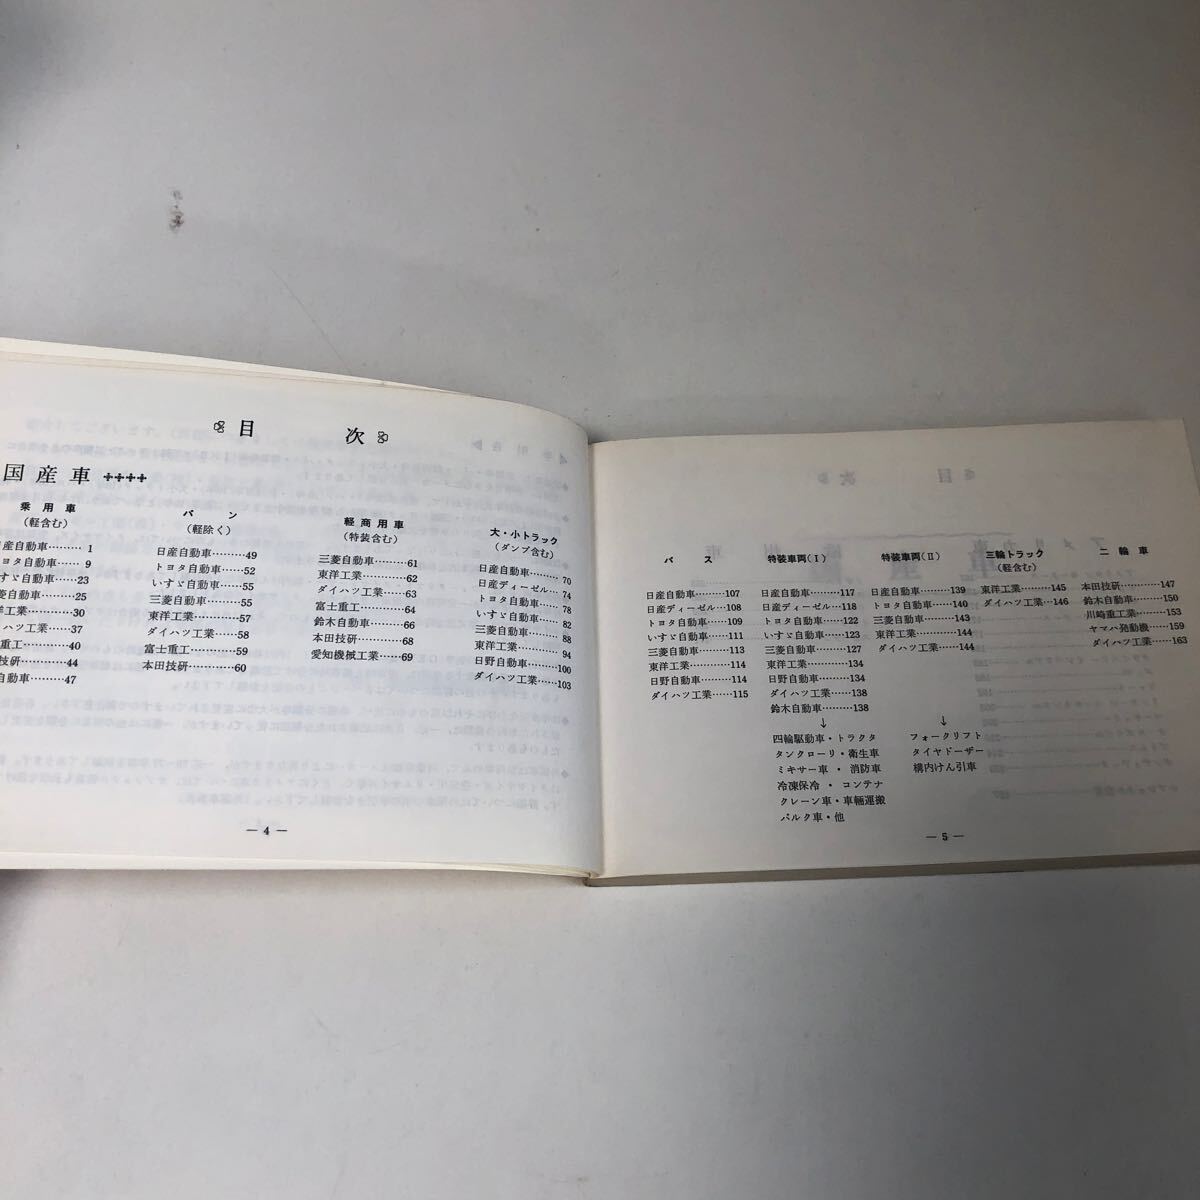 目次
国産車
乗用車
(軽含む)
産自動車……… 1
ヨタ自動車…… 9
すゞ自動車……23
菱自動車………25
工業…………30
ハツ工業……37
重工…………40
技研…………44
自動車………47
バン
(軽除く)
日産自動車………49
トヨタ自動車……52
いすゞ自動車……55
三菱自動車………55
東洋工業…………57
ダイハツ工業……58
富士重工…………59
本田技研…………60
軽商用車
(特装含む)
三菱自動車………61
東洋工業…………62
ダイハツ工業……63
富士重工…………64
鈴木自動車………66
本田技研…………68
愛知機械工業……69
大・小トラック
(ダンプ含む)
日産自動車……… 70
日産ディーゼル… 74
トヨタ自動車…… 78
いすゞ自動車…… 82
三菱自動車……… 88
東洋工業………… 94
日野自動車………100
ダイハツ工業……103
— 4 —
バス
日産自動車………107
日産ディーゼル…108
トヨタ自動車……109
いすゞ自動車……111
三菱自動車………113
東洋工業…………114
日野自動車………114
ダイハツ工業……115
特装車両(Ⅰ)
日産自動車………117
日産ディーゼル…118
トヨタ自動車……122
いすゞ自動車……123
三菱自動車………127
東洋工業…………134
日野自動車………134
ダイハツ工業……138
鈴木自動車………138
↓
四輪駆動車・トラクタ
タンクローリ・衛生車
ミキサー車・消防車
冷凍保冷・コンテナ
クレーン車・車輛運搬
バルク車・他
特装車両(Ⅱ)
日産自動車………139
トヨタ自動車……140
三菱自動車………143
東洋工業…………144
ダイハツ工業……144
↓
フォークリフト
タイヤドーザー
構内けん引車
三輪トラック
(軽含む)
東洋工業…………145
ダイハツ工業……146
二輪車
本田技研…………147
鈴木自動車………150
川崎重工業………153
ヤマハ発動機……159
ダイハツ工業……163
— 5 —